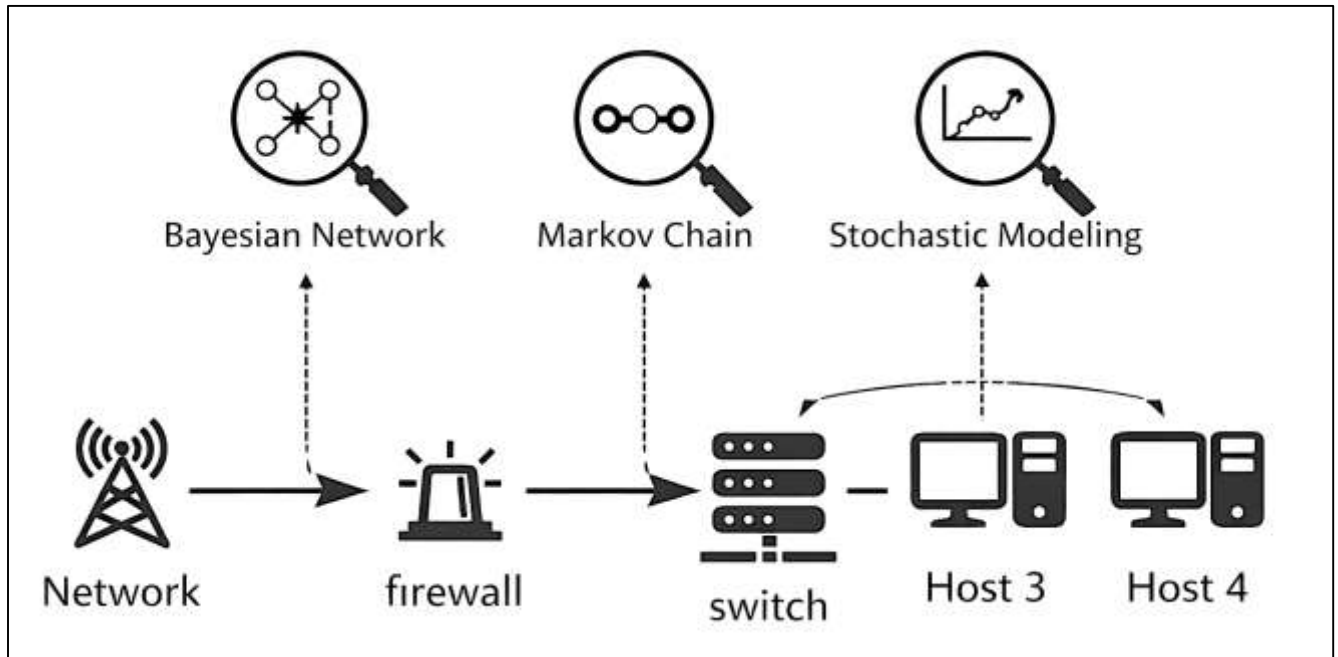 Bayesian Network
Markov Chain
Stochastic Modeling
Network
firewall
switch
Host 3
Host 4